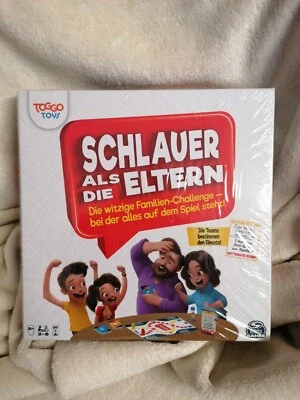 TOGGO
TOYS
SCHLAUER
ALS
DIE
ELTERN
Die witzige Familien-Challenge –
bei der alles auf dem Spiel steht!
Die Teams
bestimmen
den Einsatz!